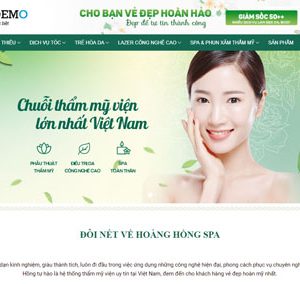 DEMO
CHO BẠN VẺ ĐẸP HOÀN HẢO
Đẹp để tự tin thành công
GIẢM SỐC 50++
THIỆU DỊCH VỤ TÓC TRẺ HÓA DA LAZER CÔNG NGHỆ CAO SPA & PHUN XĂM THẨM MỸ SẢN PHẨM
Chuỗi thẩm mỹ viện
lớn nhất Việt Nam
PHẪU THUẬT
THẨM MỸ
ĐIỀU TRỊ DA
CÔNG NGHỆ CAO
SPA
TOÀN THÂN
ĐÔI NÉT VỀ HOÀNG HỒNG SPA
dạn kinh nghiệm, giàu thành tích, luôn đi đầu trong việc ứng dụng những công nghệ hiện đại, phong cách phục vụ chuyên ngh
Hồng tự hào là hệ thống thẩm mỹ viện uy tín tại Việt Nam, đem đến cho khách hàng vẻ đẹp hoàn mỹ nhất.